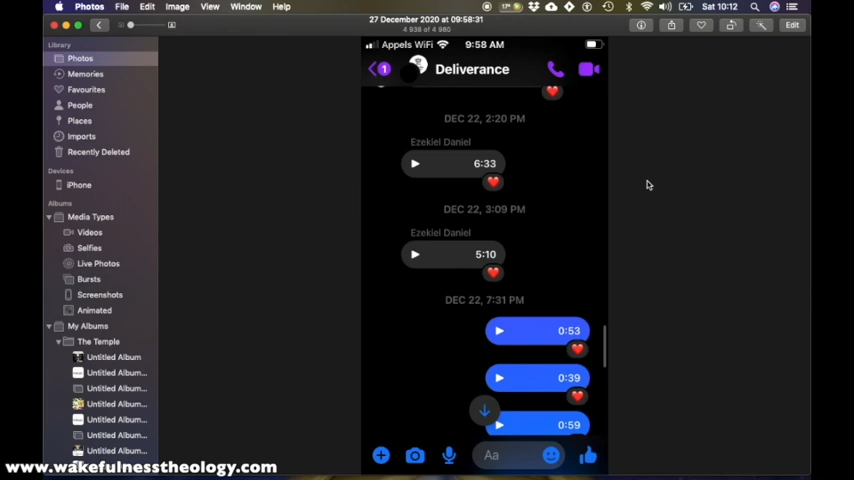 Photos File Edit Image View Window Help
17° Sat 10:12
27 December 2020 at 09:58:31
4 938 of 4 980
Edit
Library
Photos
Memories
Favourites
People
Places
Imports
Recently Deleted
Devices
iPhone
Albums
Media Types
Videos
Selfies
Live Photos
Bursts
Screenshots
Animated
My Albums
The Temple
Untitled Album
Untitled Album...
Untitled Album...
Untitled Album...
Untitled Album...
Untitled Album...
Untitled Album...
Appels WiFi 9:58 AM
1 Deliverance
DEC 22, 2:20 PM
Ezekiel Daniel
6:33
DEC 22, 3:09 PM
Ezekiel Daniel
5:10
DEC 22, 7:31 PM
0:53
0:39
0:59
Aa
www.wakefulnesstheology.com